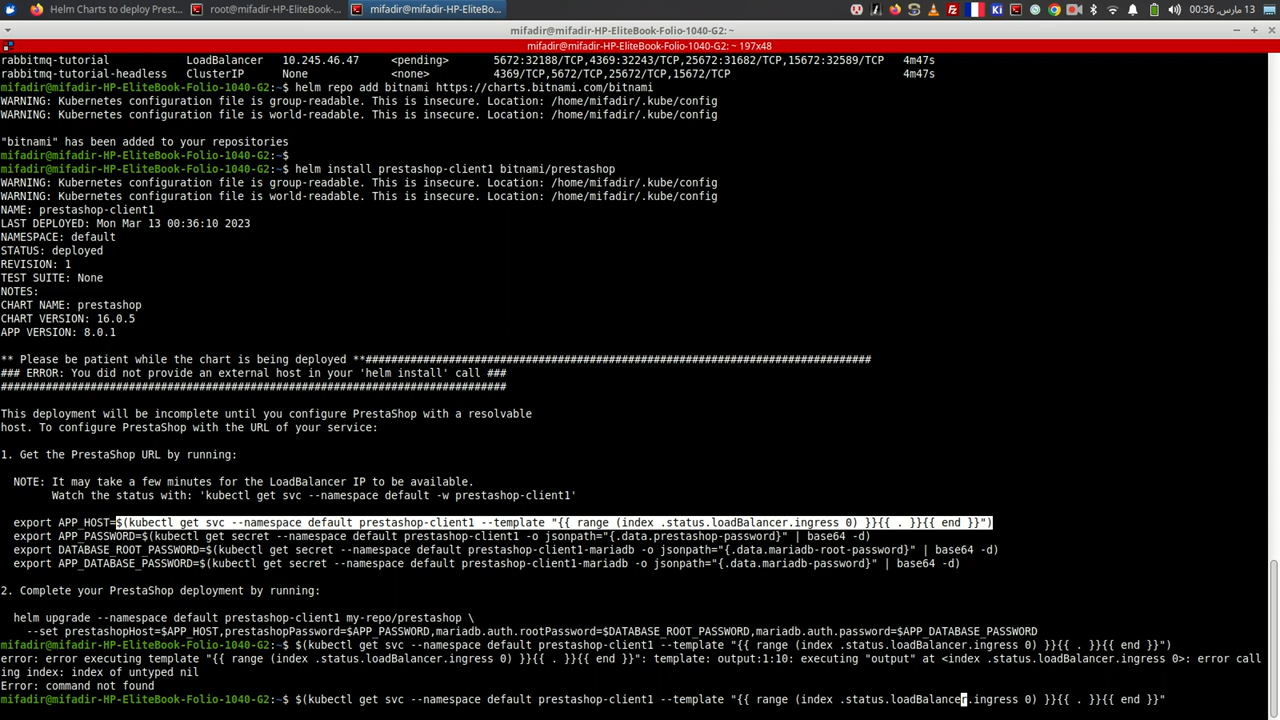 Helm Charts to deploy Prest...
root@mifadir-HP-EliteBook-...
mifadir@mifadir-HP-EliteBo...
Ki
13 مارس, 00:36
mifadir@mifadir-HP-EliteBook-Folio-1040-G2: ~
mifadir@mifadir-HP-EliteBook-Folio-1040-G2: ~ 197x48
rabbitmq-tutorial            LoadBalancer   10.245.46.47     <pending>        5672:32188/TCP,4369:32243/TCP,25672:31682/TCP,15672:32589/TCP   4m47s
rabbitmq-tutorial-headless   ClusterIP      None             <none>           4369/TCP,5672/TCP,25672/TCP,15672/TCP                           4m47s
mifadir@mifadir-HP-EliteBook-Folio-1040-G2:~$ helm repo add bitnami https://charts.bitnami.com/bitnami
WARNING: Kubernetes configuration file is group-readable. This is insecure. Location: /home/mifadir/.kube/config
WARNING: Kubernetes configuration file is world-readable. This is insecure. Location: /home/mifadir/.kube/config
"bitnami" has been added to your repositories
mifadir@mifadir-HP-EliteBook-Folio-1040-G2:~$
mifadir@mifadir-HP-EliteBook-Folio-1040-G2:~$ helm install prestashop-client1 bitnami/prestashop
WARNING: Kubernetes configuration file is group-readable. This is insecure. Location: /home/mifadir/.kube/config
WARNING: Kubernetes configuration file is world-readable. This is insecure. Location: /home/mifadir/.kube/config
NAME: prestashop-client1
LAST DEPLOYED: Mon Mar 13 00:36:10 2023
NAMESPACE: default
STATUS: deployed
REVISION: 1
TEST SUITE: None
NOTES:
CHART NAME: prestashop
CHART VERSION: 16.0.5
APP VERSION: 8.0.1
** Please be patient while the chart is being deployed **###############################################################################
### ERROR: You did not provide an external host in your 'helm install' call ###
###############################################################################
This deployment will be incomplete until you configure PrestaShop with a resolvable
host. To configure PrestaShop with the URL of your service:
1. Get the PrestaShop URL by running:
NOTE: It may take a few minutes for the LoadBalancer IP to be available.
Watch the status with: 'kubectl get svc --namespace default -w prestashop-client1'
export APP_HOST=$(kubectl get svc --namespace default prestashop-client1 --template "{{ range (index .status.loadBalancer.ingress 0) }}{{ . }}{{ end }}")
export APP_PASSWORD=$(kubectl get secret --namespace default prestashop-client1 -o jsonpath="{.data.prestashop-password}" | base64 -d)
export DATABASE_ROOT_PASSWORD=$(kubectl get secret --namespace default prestashop-client1-mariadb -o jsonpath="{.data.mariadb-root-password}" | base64 -d)
export APP_DATABASE_PASSWORD=$(kubectl get secret --namespace default prestashop-client1-mariadb -o jsonpath="{.data.mariadb-password}" | base64 -d)
2. Complete your PrestaShop deployment by running:
helm upgrade --namespace default prestashop-client1 my-repo/prestashop \
--set prestashopHost=$APP_HOST,prestashopPassword=$APP_PASSWORD,mariadb.auth.rootPassword=$DATABASE_ROOT_PASSWORD,mariadb.auth.password=$APP_DATABASE_PASSWORD
mifadir@mifadir-HP-EliteBook-Folio-1040-G2:~$ $(kubectl get svc --namespace default prestashop-client1 --template "{{ range (index .status.loadBalancer.ingress 0) }}{{ . }}{{ end }}")
error: error executing template "{{ range (index .status.loadBalancer.ingress 0) }}{{ . }}{{ end }}": template: output:1:10: executing "output" at <index .status.loadBalancer.ingress 0>: error call
ing index: index of untyped nil
Error: command not found
mifadir@mifadir-HP-EliteBook-Folio-1040-G2:~$ $(kubectl get svc --namespace default prestashop-client1 --template "{{ range (index .status.loadBalancer.ingress 0) }}{{ . }}{{ end }}"